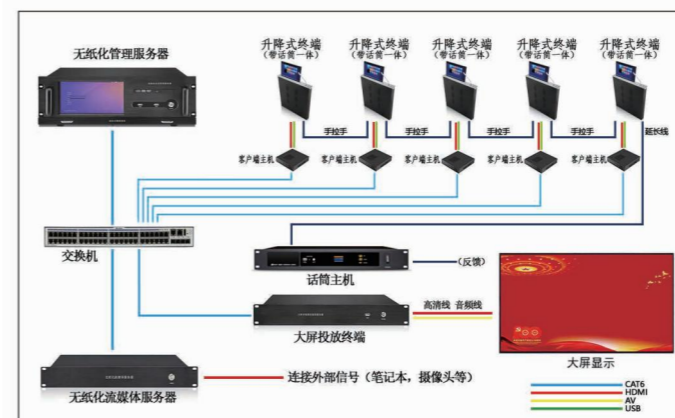 无纸化管理服务器
升降式终端 升降式终端 升降式终端 升降式终端 升降式终端
(带话黄一体) (带话黄一体) (带话黄一体) (带话黄一体) (带话黄一体)
手拉手 手拉手 手拉手 手拉手 延长线
客户端主机 客户端主机 客户端主机 客户端主机 客户端主机
交换机
话筒主机
(反馈)
高清线 音频线
大屏投放终端
大屏显示
无纸化流媒体服务器
连接外部信号（笔记本，摄像头等）
CAT6
HDMI
AV
USB